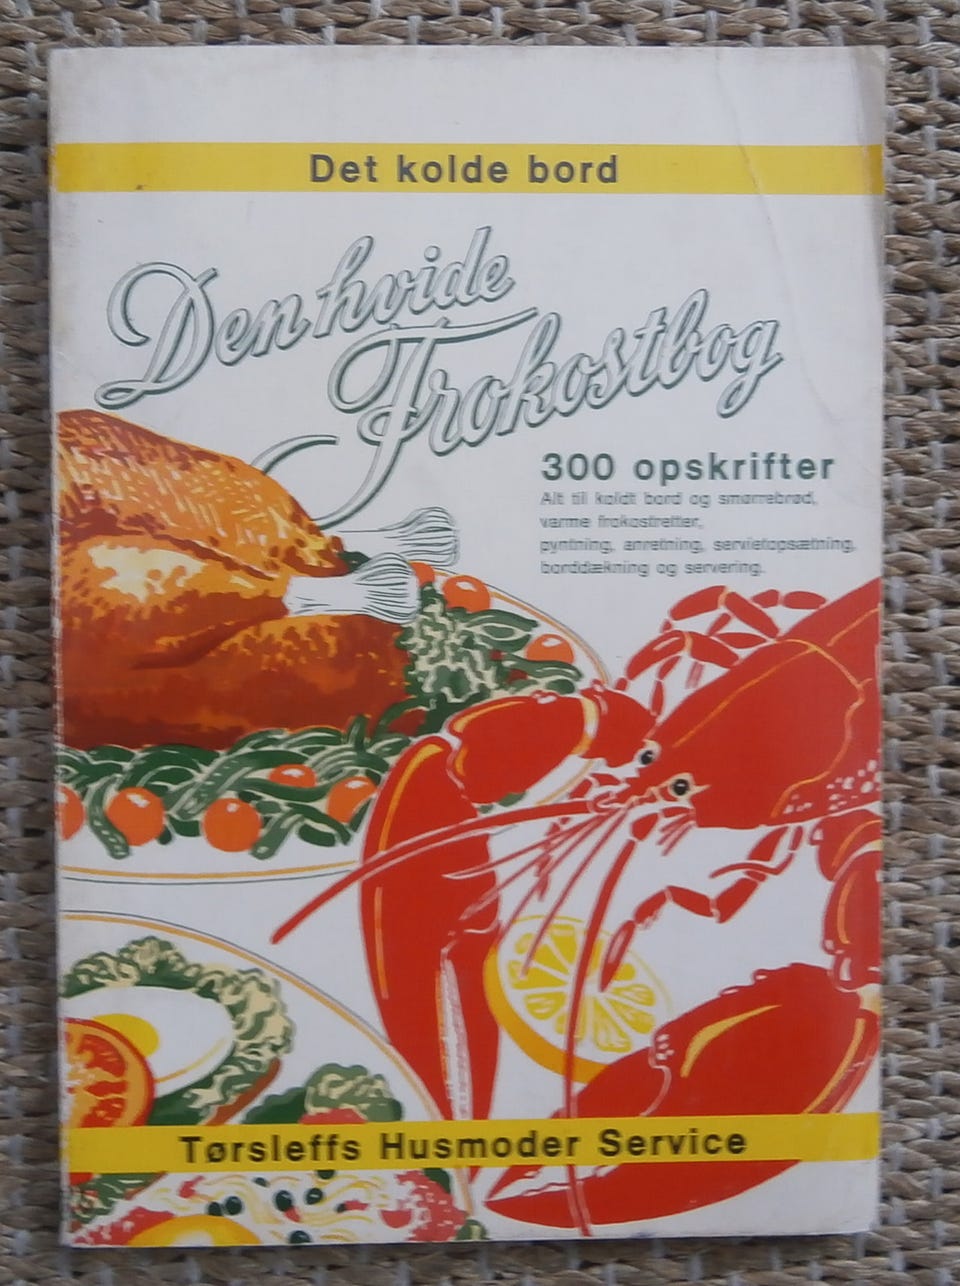 Det kolde bord
Den hvide
Frokostbog
300 opskrifter
Alt til koldt bord og smørrebrød,
varme frokostretter,
pyntning, anretning, servietopsætning,
borddækning og servering.
Tørsleffs Husmoder Service